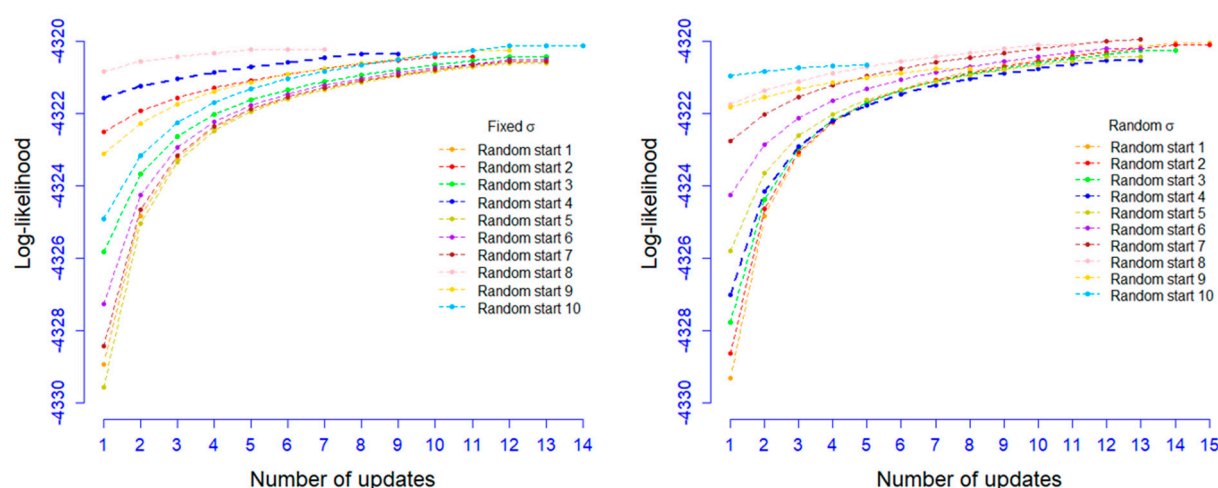 -4320
-4322
-4324
-4326
-4328
-4330
Log-likelihood
Fixed σ
Random start 1
Random start 2
Random start 3
Random start 4
Random start 5
Random start 6
Random start 7
Random start 8
Random start 9
Random start 10
1 2 3 4 5 6 7 8 9 10 11 12 13 14
Number of updates
-4320
-4322
-4324
-4326
-4328
-4330
Log-likelihood
Random σ
Random start 1
Random start 2
Random start 3
Random start 4
Random start 5
Random start 6
Random start 7
Random start 8
Random start 9
Random start 10
1 2 3 4 5 6 7 8 9 10 11 12 13 14 15
Number of updates